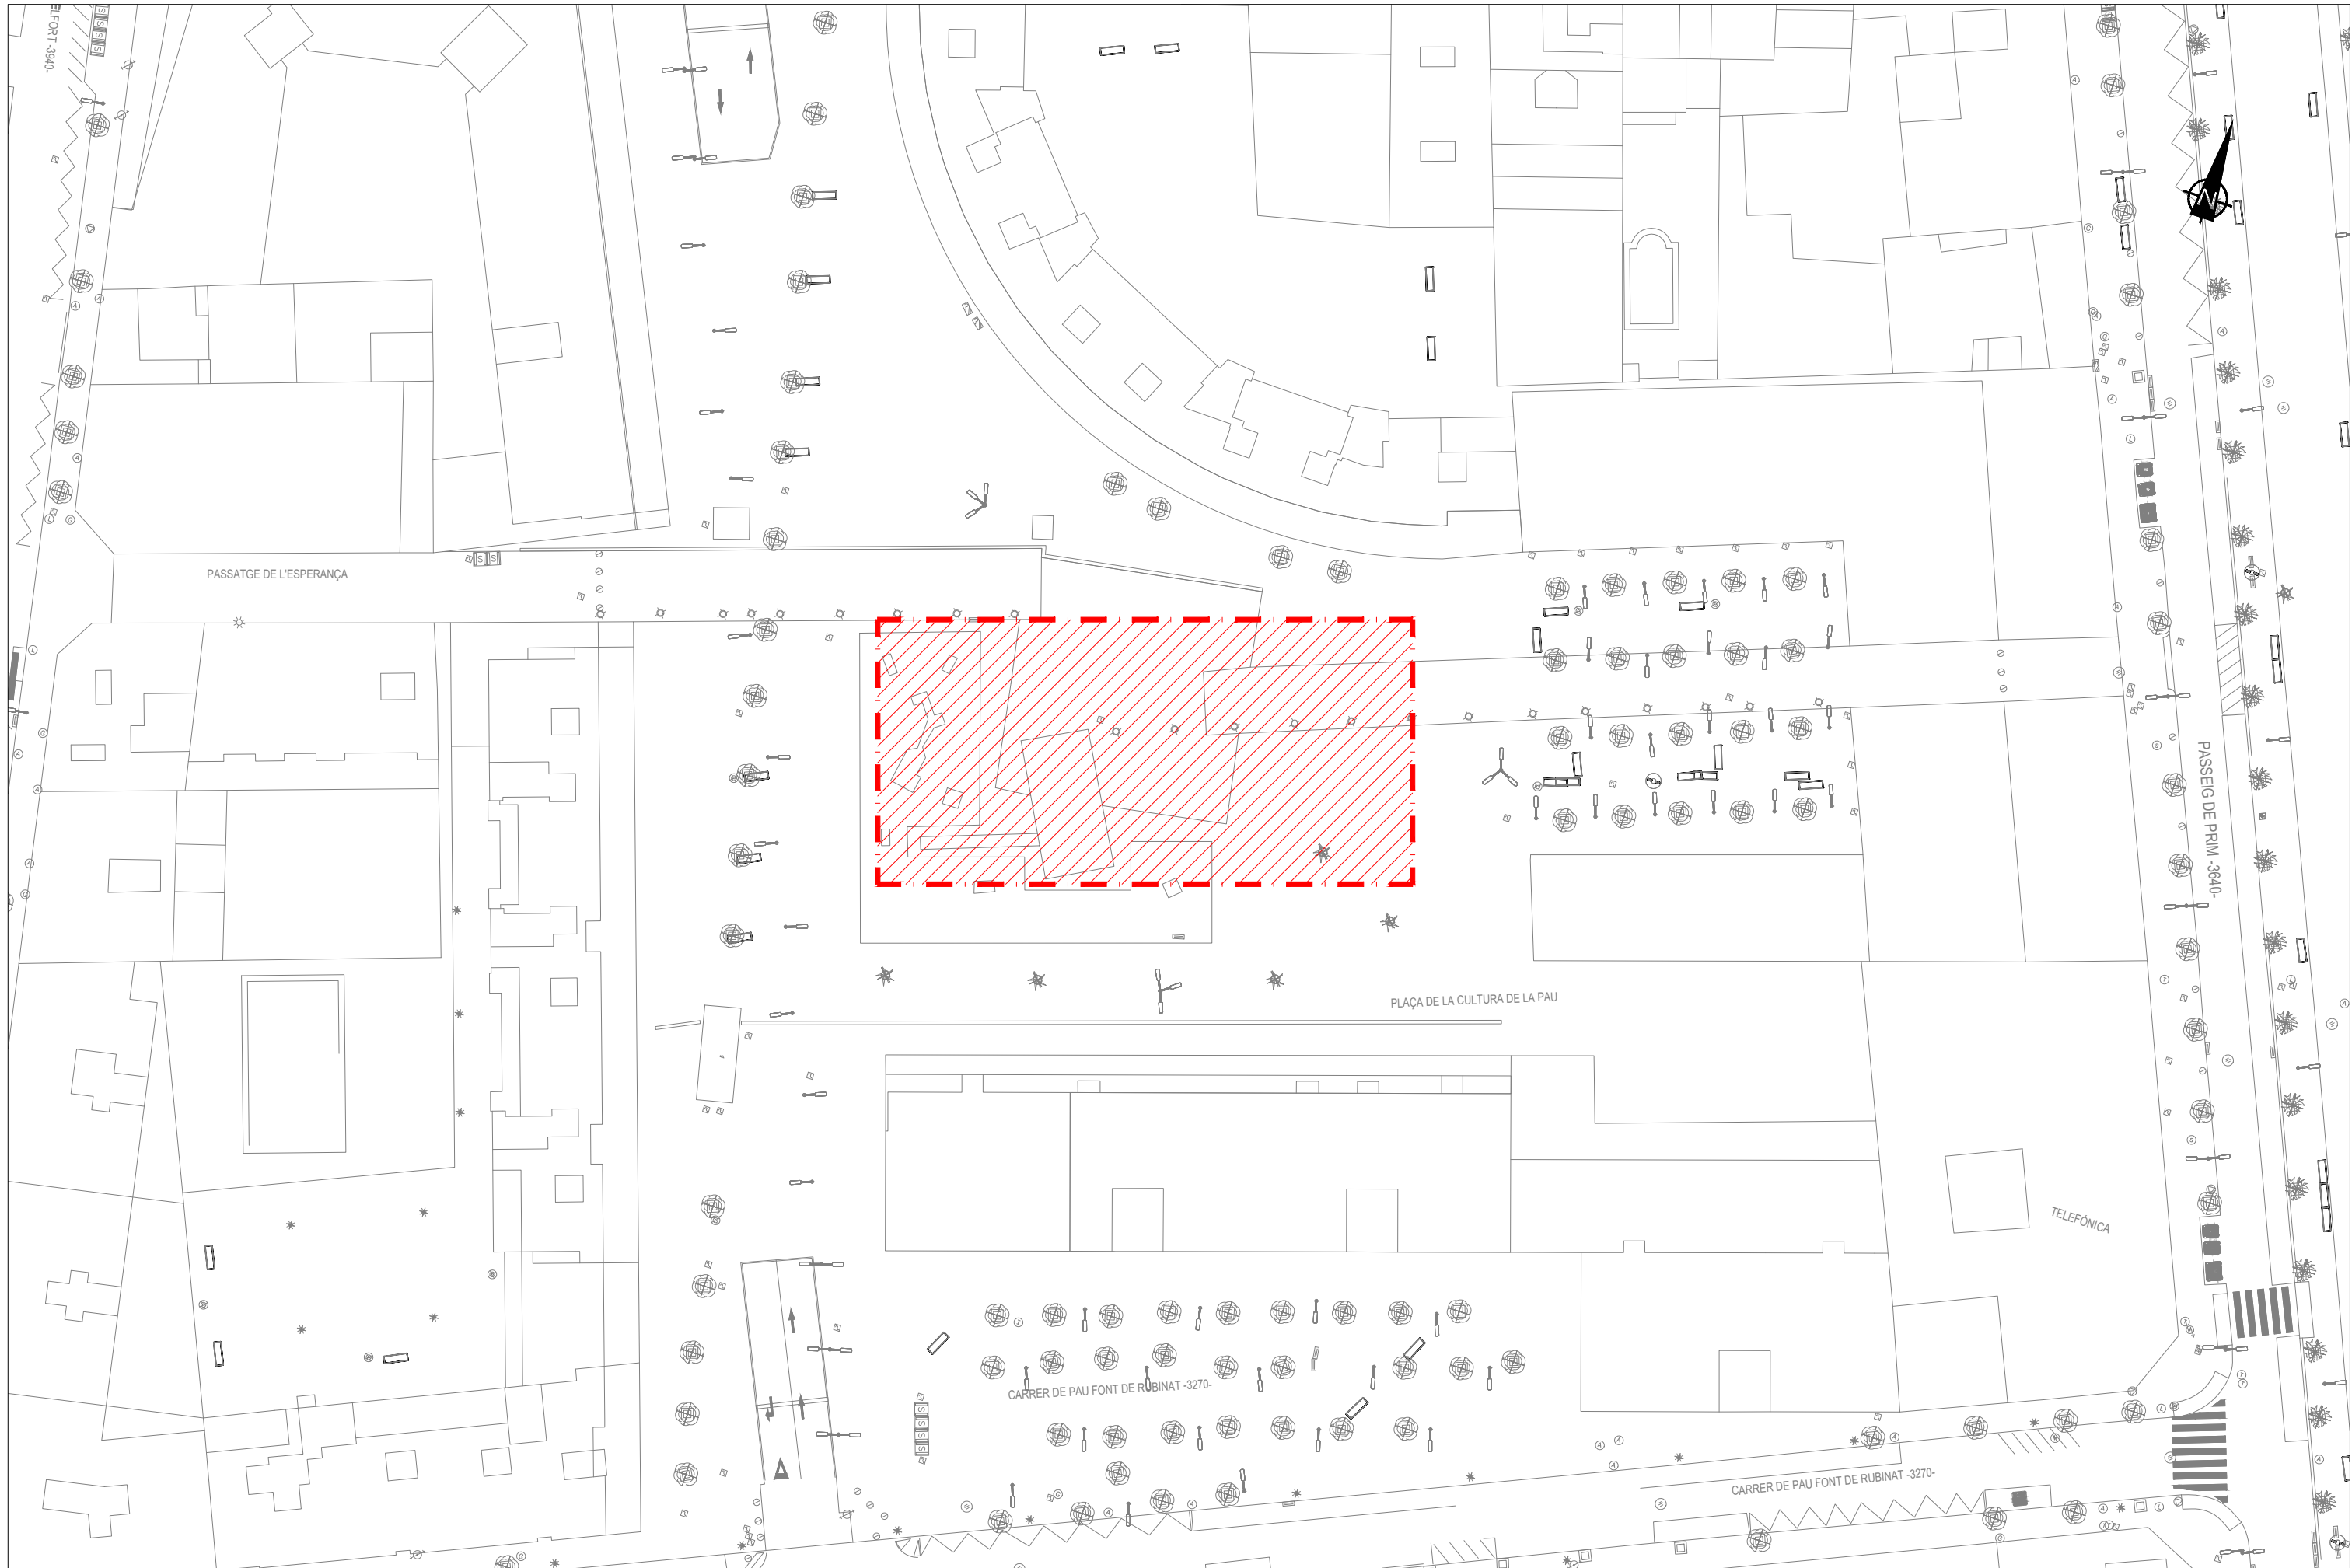 ELFORT -3940-
N
PASSATGE DE L'ESPERANÇA
PASSEIG DE PRIM -3640-
PLAÇA DE LA CULTURA DE LA PAU
TELEFÓNICA
CARRER DE PAU FONT DE RUBINAT -3270-
CARRER DE PAU FONT DE RUBINAT -3270-